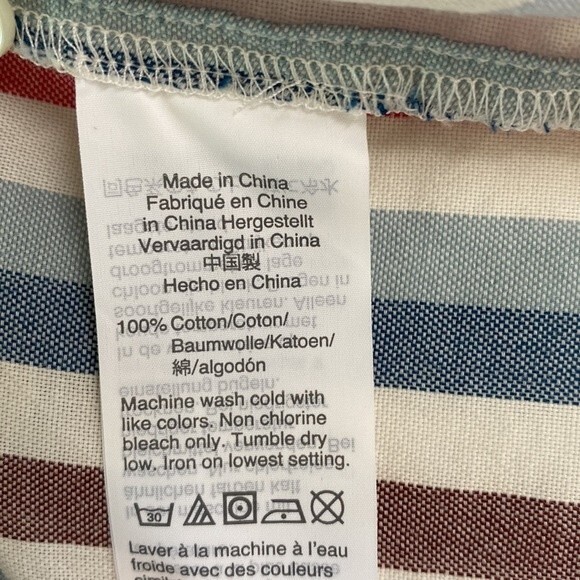 Made in China
Fabriqué en Chine
in China Hergestellt
Vervaardigd in China
中国製
Hecho en China
100% Cotton/Coton/
Baumwolle/Katoen/
綿/algodón
Machine wash cold with
like colors. Non chlorine
bleach only. Tumble dry
low. Iron on lowest setting.
30
Laver à la machine à l'eau
froide avec des couleurs